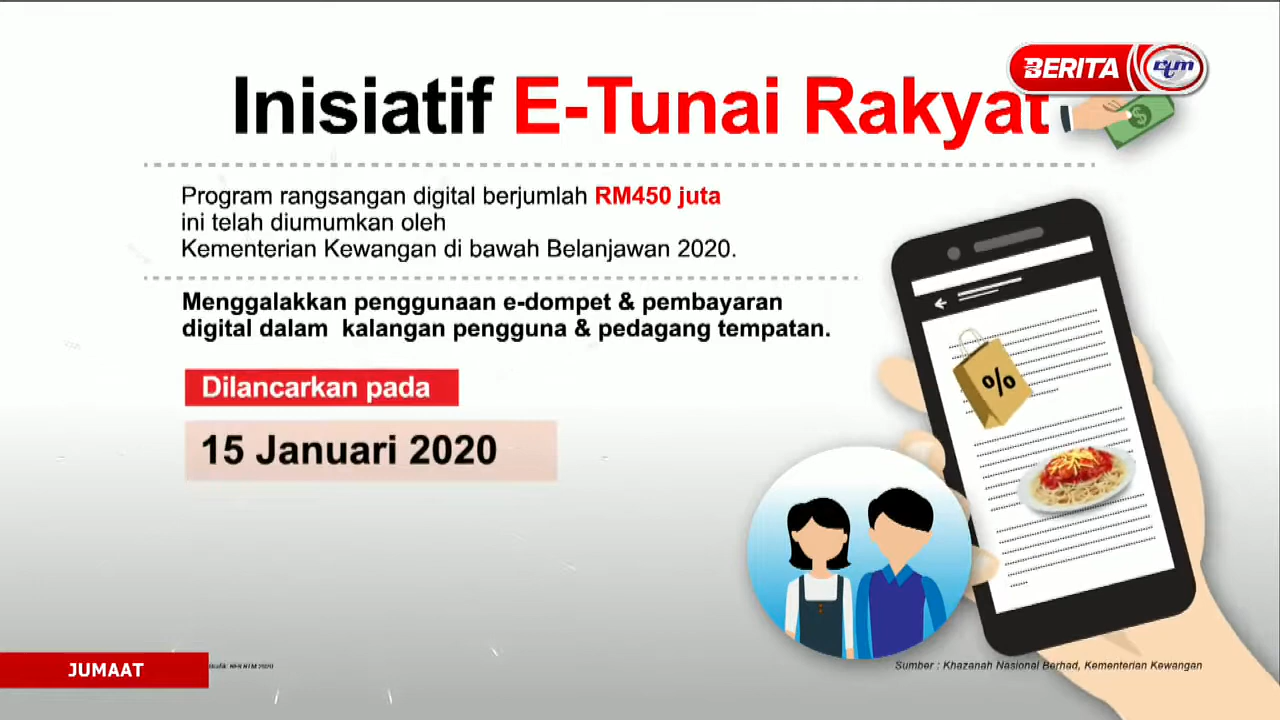 BERITA rtm
Inisiatif E-Tunai Rakyat
Program rangsangan digital berjumlah RM450 juta
ini telah diumumkan oleh
Kementerian Kewangan di bawah Belanjawan 2020.
Menggalakkan penggunaan e-dompet & pembayaran
digital dalam kalangan pengguna & pedagang tempatan.
Dilancarkan pada
15 Januari 2020
%
JUMAAT
Sumber : Khazanah Nasional Berhad, Kementerian Kewangan